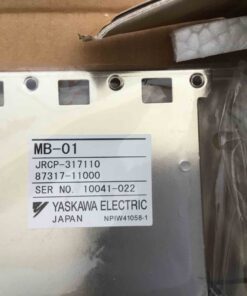 MB-01
JRCP-317110
87317-11000
SER NO. 10041-022
YASKAWA ELECTRIC
JAPAN NPIW41058-1